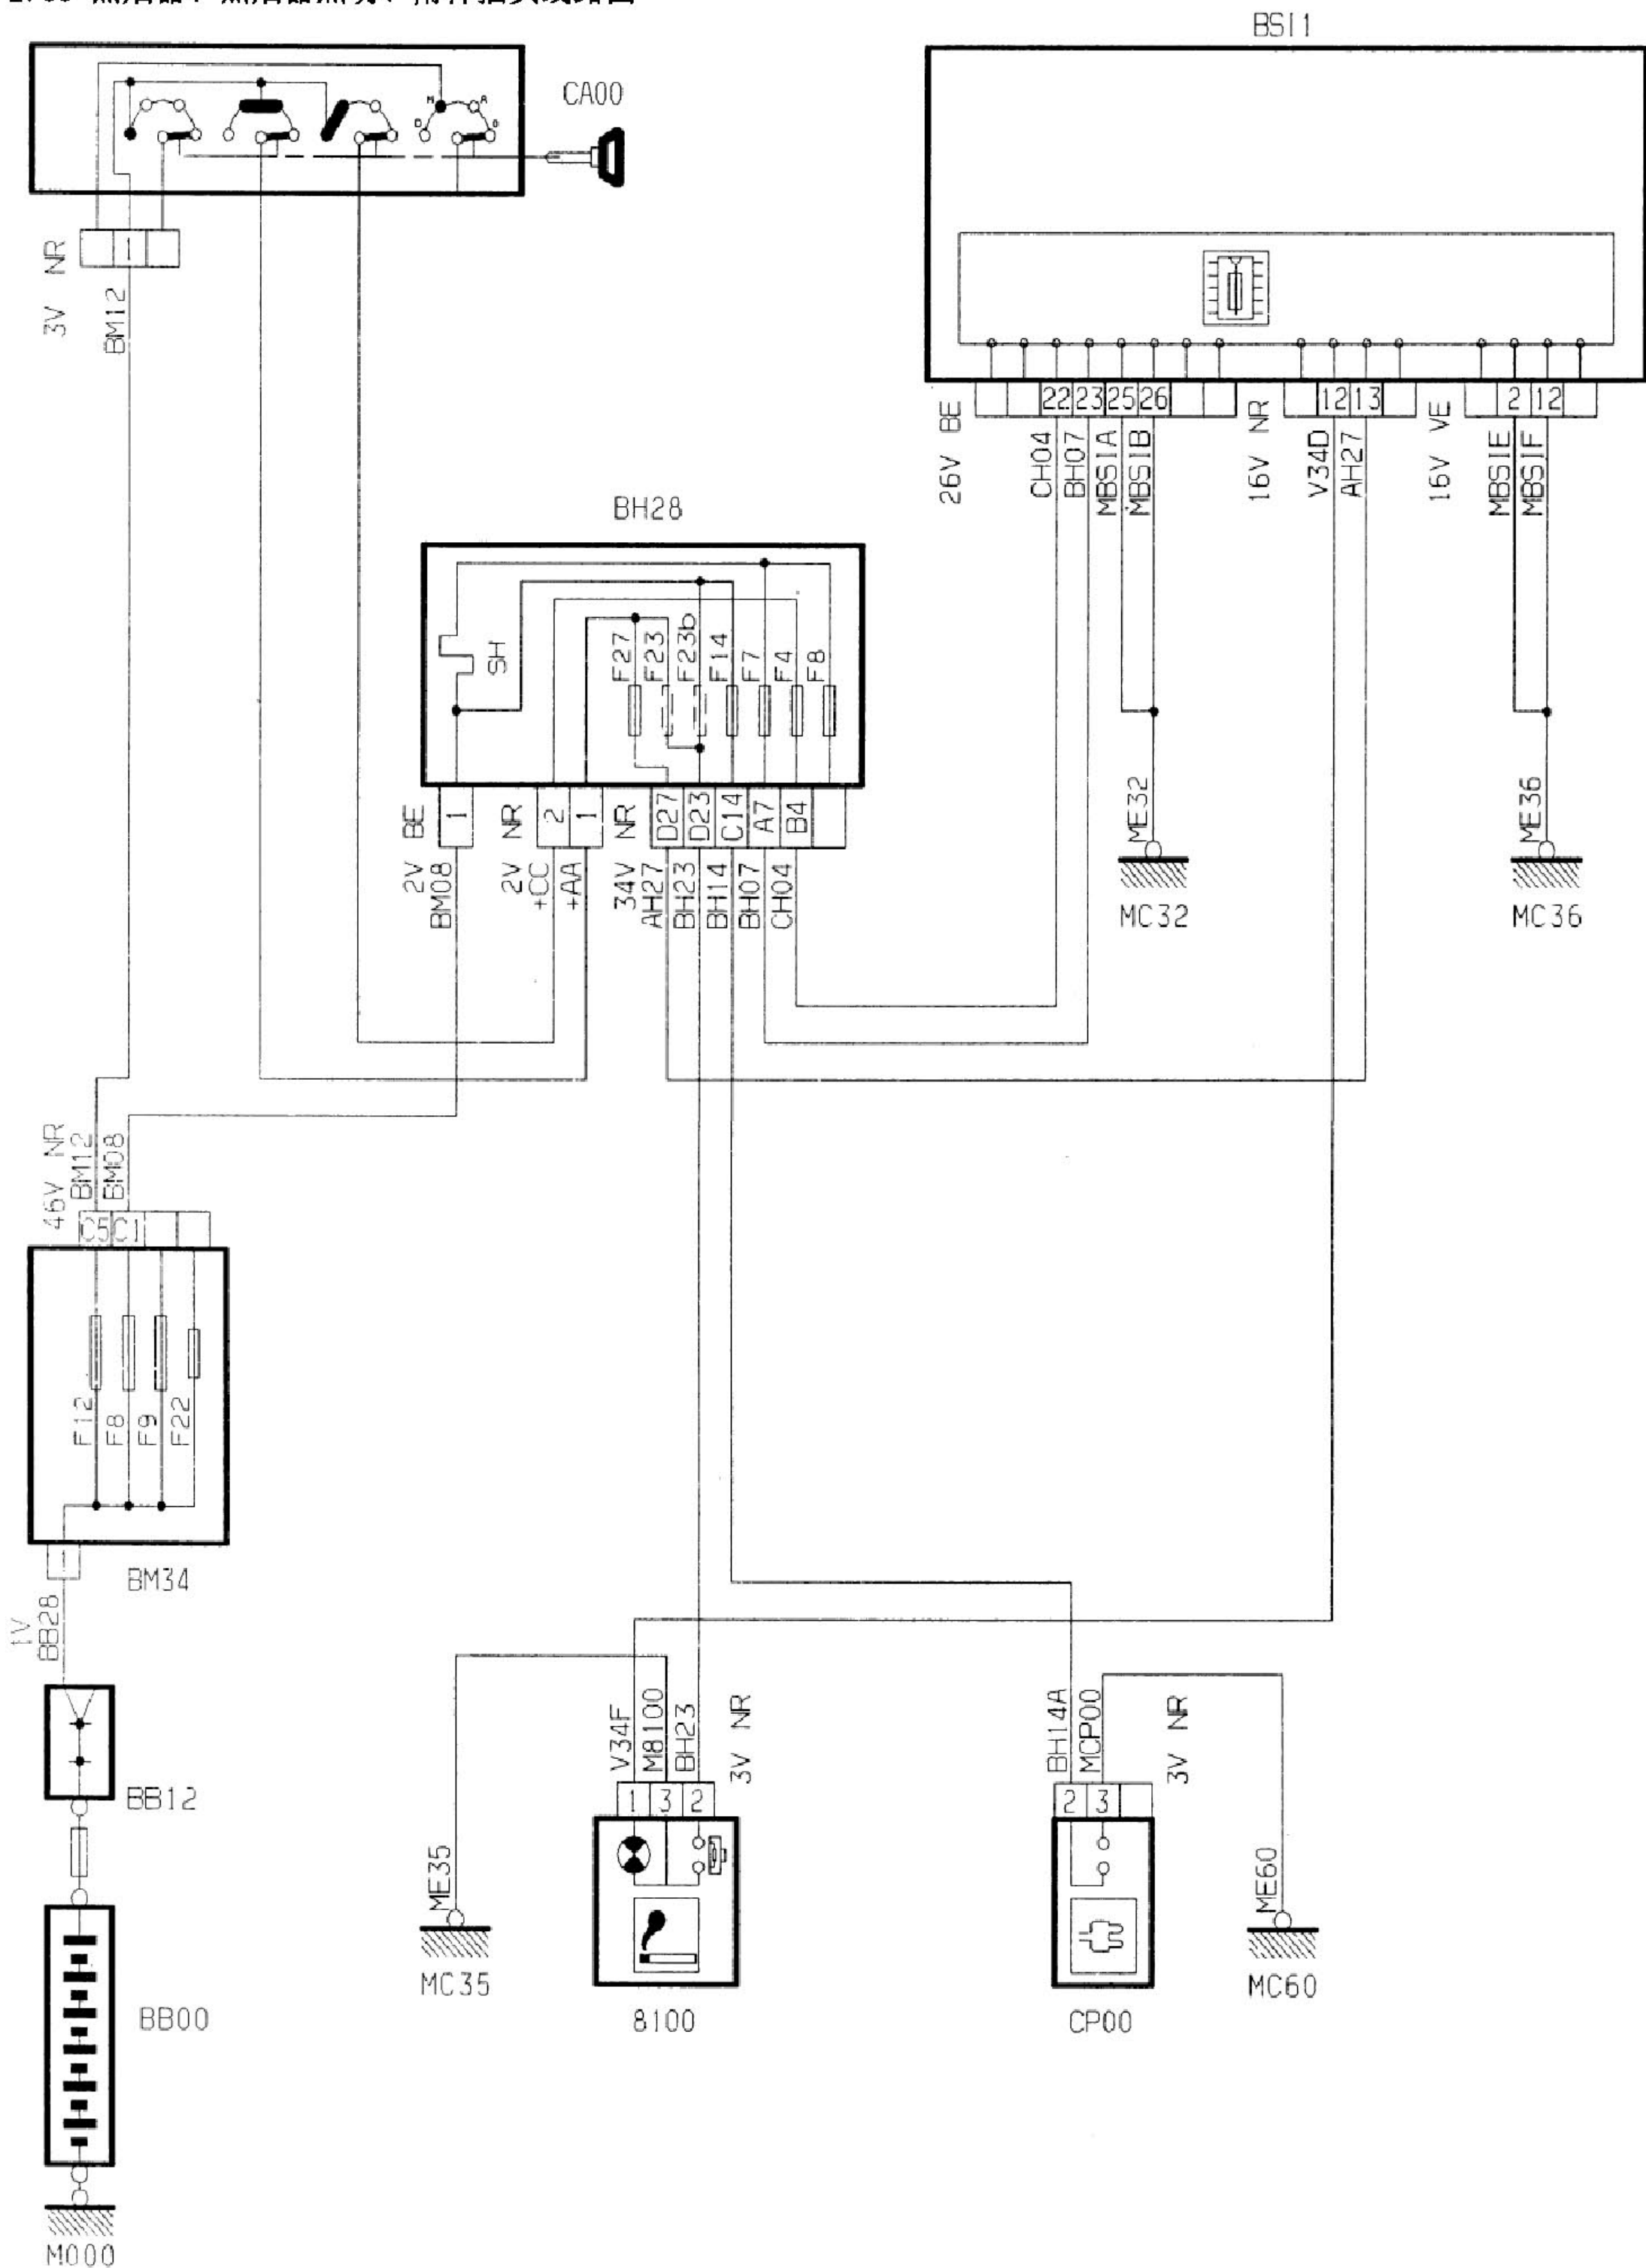 BSI1
CA00
M
A
D
3V NR
1
BM12
26V BE
22 23 25 26
CH04
BH07
MBSIA
MBSIB
16V NR
12 13
V34D
AH27
16V VE
2 12
MBSIE
MBSIF
BH28
SH
F27
F23
F23b
F14
F7
F4
F8
2V BE
1
BM08
2V NR
2 1
+CC
+AA
34V NR
D27 D23 C14 A7 B4
AH27
BH23
BH14
BH07
CH04
ME32
MC32
ME36
MC36
46V NR
BM12
BM08
C5 C1
F12
F8
F9
F22
BM34
1V
BB28
BB12
BB00
M000
V34F
M8100
BH23
3V NR
1 3 2
ME35
MC35
8100
BH14A
MCP00
3V NR
2 3
ME60
MC60
CP00